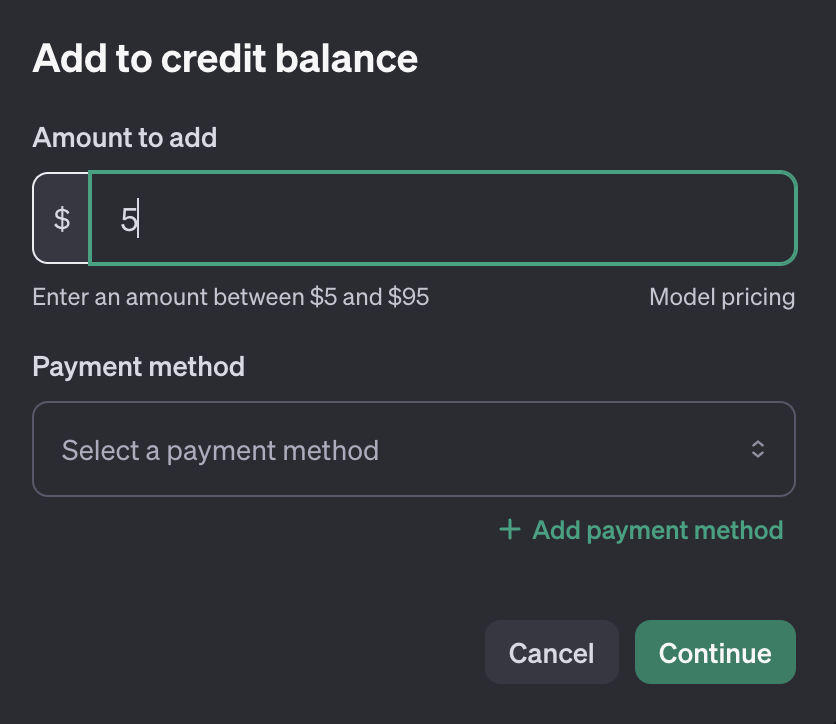 Add to credit balance
Amount to add
$ 5
Enter an amount between $5 and $95 Model pricing
Payment method
Select a payment method
+ Add payment method
Cancel Continue